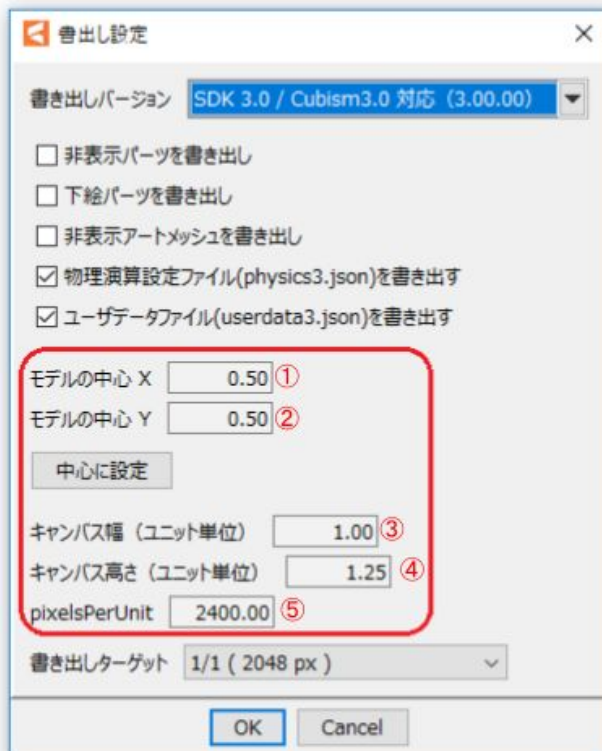 書出し設定
書き出しバージョン SDK 3.0 / Cubism3.0 対応（3.00.00）
非表示パーツを書き出し
下絵パーツを書き出し
非表示アートメッシュを書き出し
物理演算設定ファイル(physics3.json)を書き出す
ユーザデータファイル(userdata3.json)を書き出す
モデルの中心 X 0.50 ①
モデルの中心 Y 0.50 ②
中心に設定
キャンバス幅（ユニット単位） 1.00 ③
キャンバス高さ（ユニット単位） 1.25 ④
pixelsPerUnit 2400.00 ⑤
書き出しターゲット 1/1 ( 2048 px )
OK Cancel